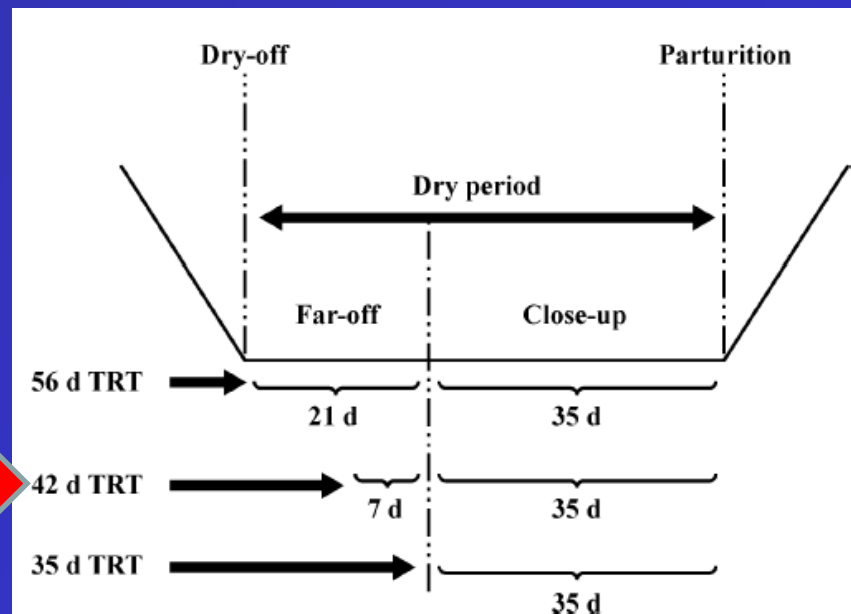 Dry-off Parturition
Dry period
Far-off Close-up
56 d TRT
21 d 35 d
42 d TRT
7 d 35 d
35 d TRT
35 d